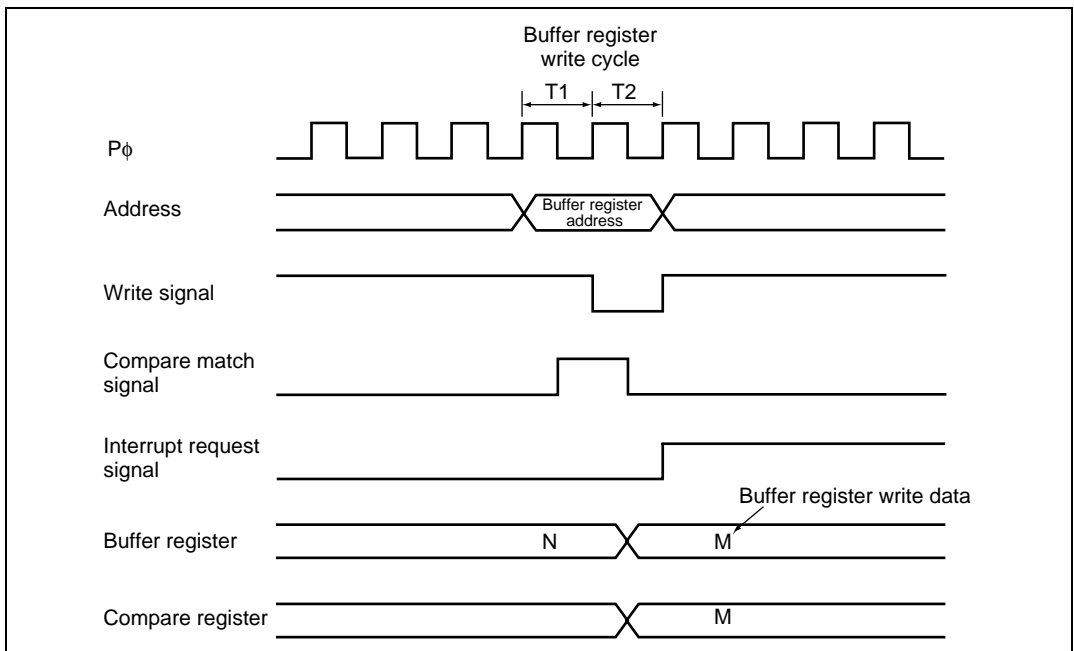 Buffer register
write cycle
T1 T2
Pϕ
Address
Buffer register
address
Write signal
Compare match
signal
Interrupt request
signal
Buffer register write data
Buffer register
N
M
Compare register
M